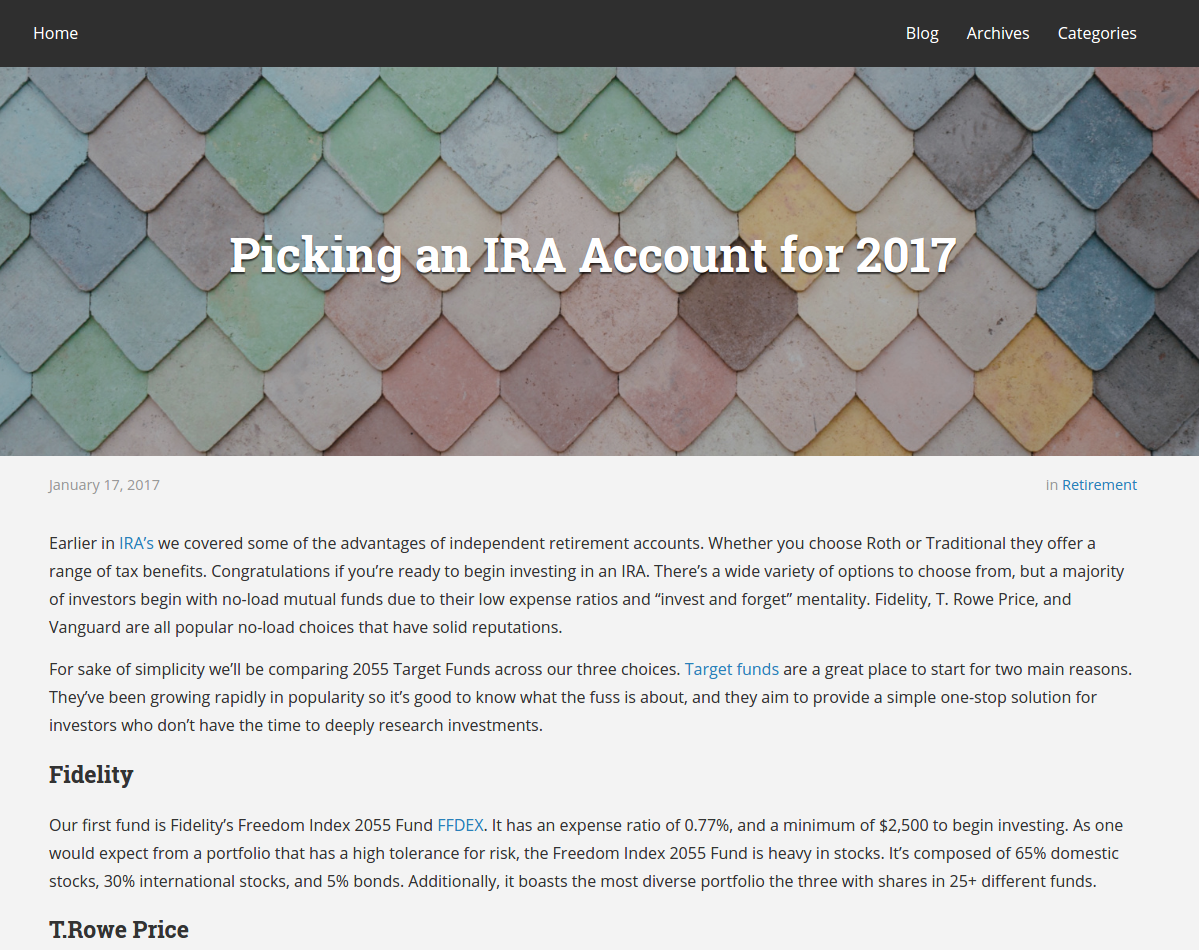 Home
Blog Archives Categories
Picking an IRA Account for 2017
January 17, 2017
in Retirement
Earlier in IRA’s we covered some of the advantages of independent retirement accounts. Whether you choose Roth or Traditional they offer a
range of tax benefits. Congratulations if you’re ready to begin investing in an IRA. There’s a wide variety of options to choose from, but a majority
of investors begin with no-load mutual funds due to their low expense ratios and “invest and forget” mentality. Fidelity, T. Rowe Price, and
Vanguard are all popular no-load choices that have solid reputations.
For sake of simplicity we’ll be comparing 2055 Target Funds across our three choices. Target funds are a great place to start for two main reasons.
They’ve been growing rapidly in popularity so it’s good to know what the fuss is about, and they aim to provide a simple one-stop solution for
investors who don’t have the time to deeply research investments.
Fidelity
Our first fund is Fidelity’s Freedom Index 2055 Fund FFDEX. It has an expense ratio of 0.77%, and a minimum of $2,500 to begin investing. As one
would expect from a portfolio that has a high tolerance for risk, the Freedom Index 2055 Fund is heavy in stocks. It’s composed of 65% domestic
stocks, 30% international stocks, and 5% bonds. Additionally, it boasts the most diverse portfolio the three with shares in 25+ different funds.
T.Rowe Price